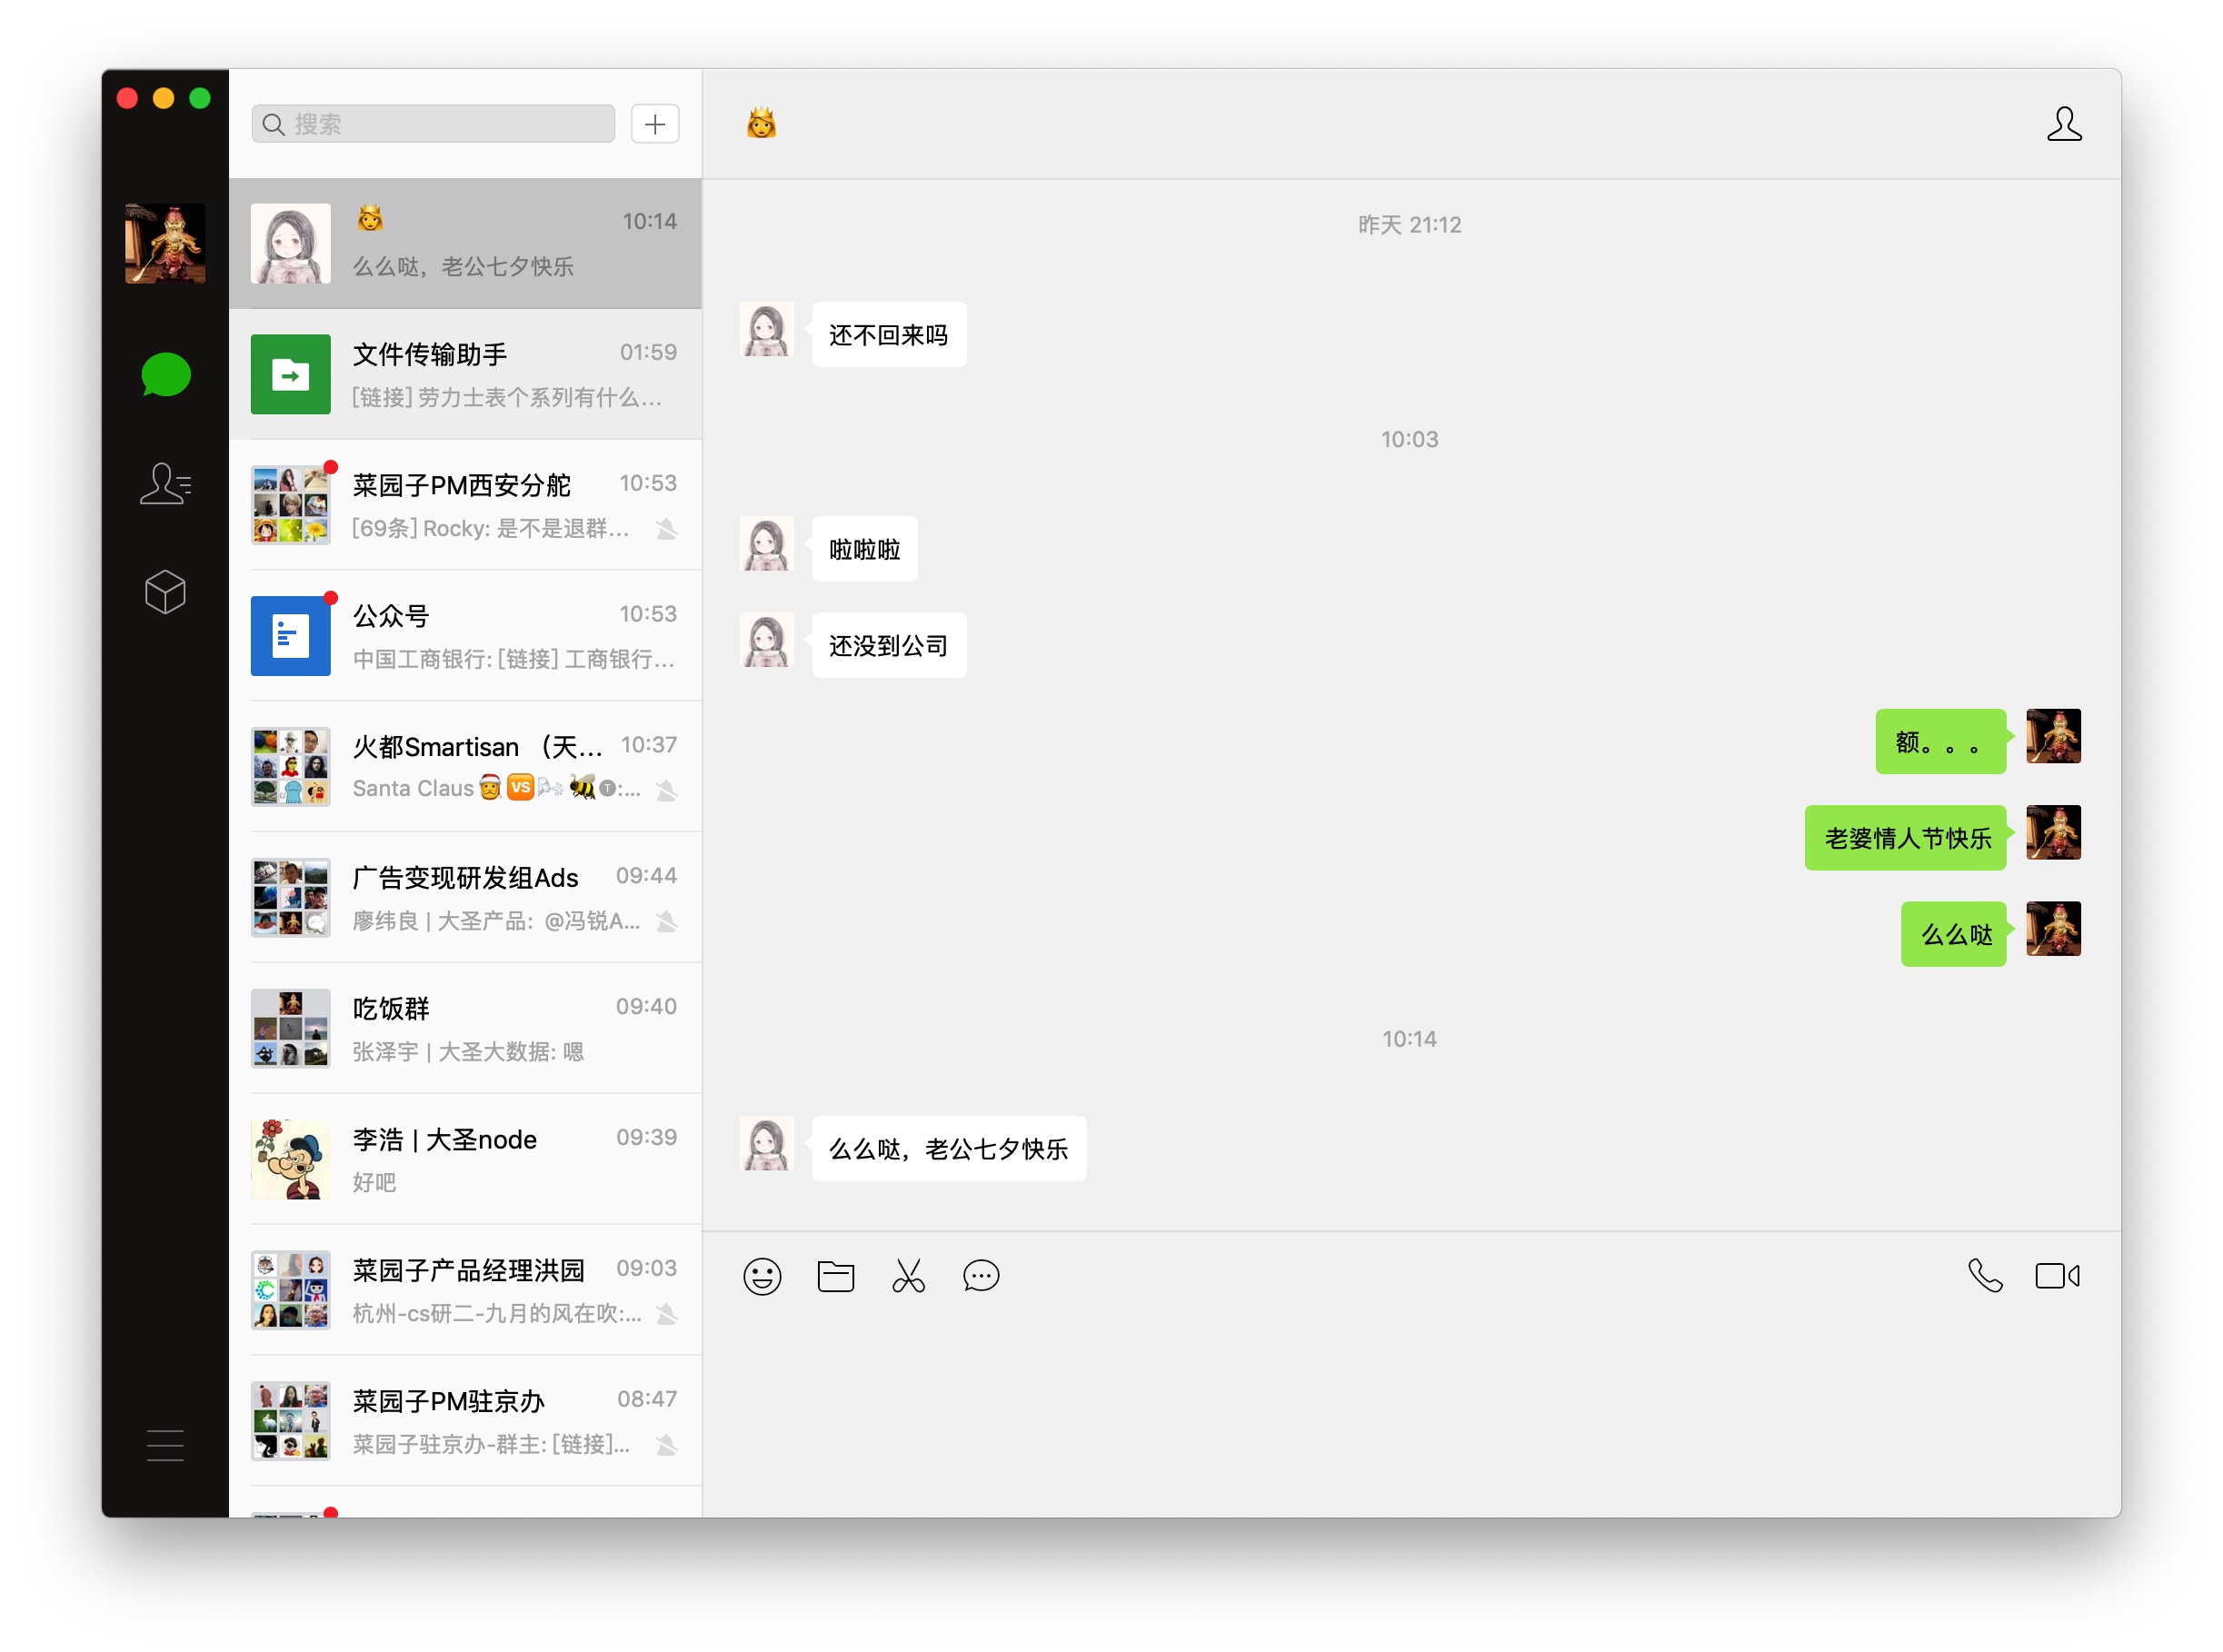 搜索
👸 10:14
么么哒，老公七夕快乐
文件传输助手 01:59
[链接] 劳力士表个系列有什么...
菜园子PM西安分舵 10:53
[69条] Rocky: 是不是退群...
公众号 10:53
中国工商银行: [链接] 工商银行...
火都Smartisan （天... 10:37
Santa Claus🎅🆚🌬🐝Ⓣ:...
广告变现研发组Ads 09:44
廖纬良 | 大圣产品: @冯锐A...
吃饭群 09:40
张泽宇 | 大圣大数据: 嗯
李浩 | 大圣node 09:39
好吧
菜园子产品经理洪园 09:03
杭州-cs研二-九月的风在吹:...
菜园子PM驻京办 08:47
菜园子驻京办-群主: [链接]...
👸
昨天 21:12
还不回来吗
10:03
啦啦啦
还没到公司
额。。。
老婆情人节快乐
么么哒
10:14
么么哒，老公七夕快乐